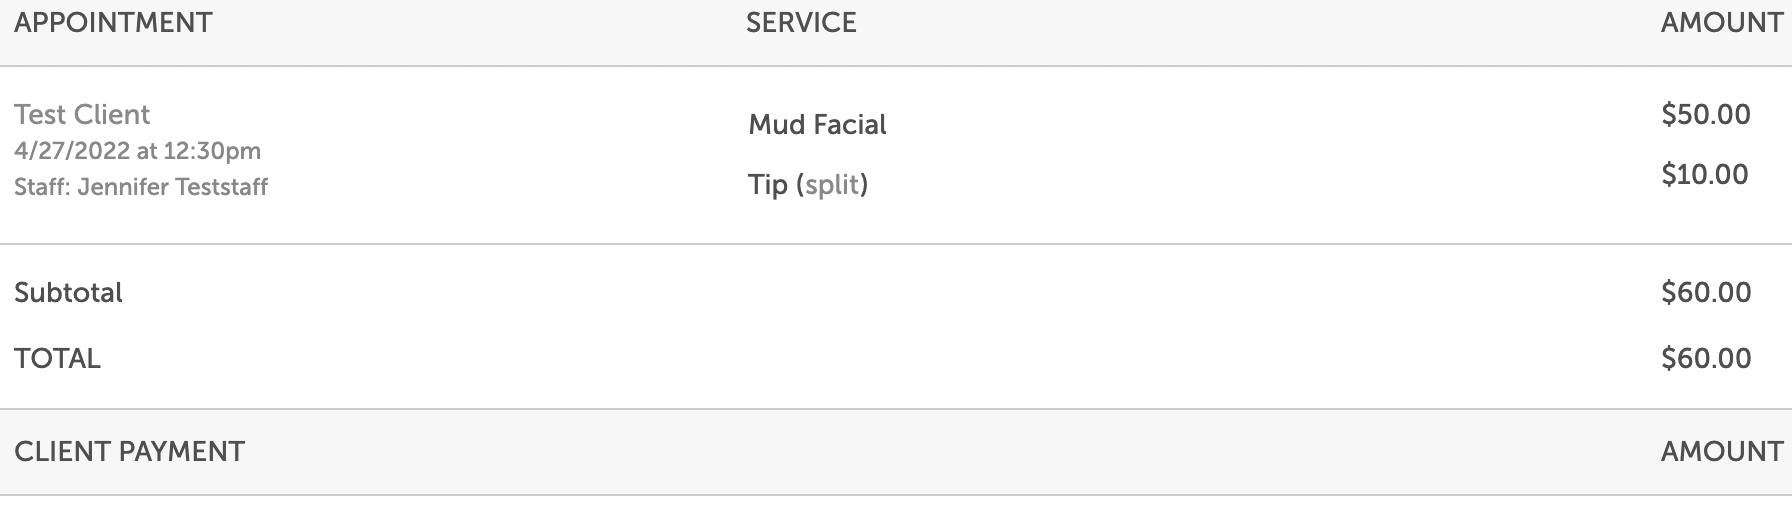 APPOINTMENT SERVICE AMOUNT
Test Client
4/27/2022 at 12:30pm
Staff: Jennifer Teststaff
Mud Facial $50.00
Tip (split) $10.00
Subtotal $60.00
TOTAL $60.00
CLIENT PAYMENT AMOUNT